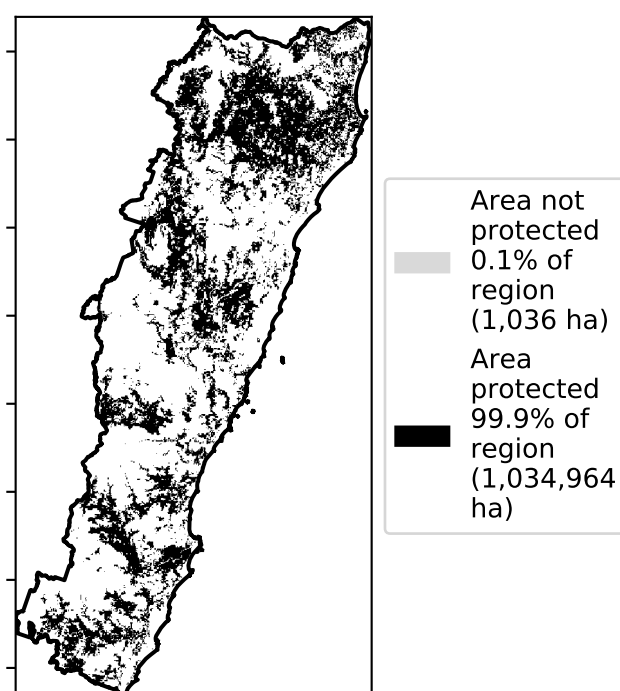 Area not
protected
0.1% of
region
(1,036 ha)
Area
protected
99.9% of
region
(1,034,964
ha)